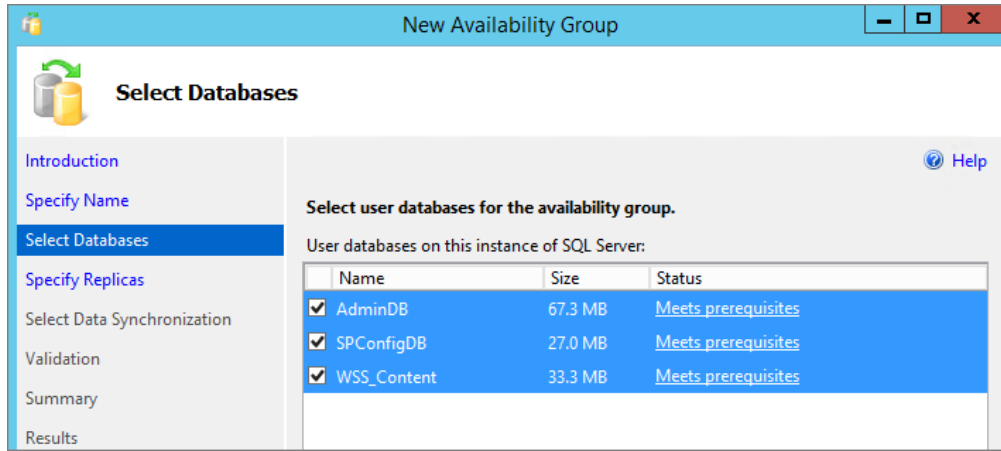 New Availability Group
Select Databases
Introduction
Help
Specify Name
Select user databases for the availability group.
Select Databases
User databases on this instance of SQL Server:
Specify Replicas
Name Size Status
Select Data Synchronization
AdminDB 67.3 MB Meets prerequisites
SPConfigDB 27.0 MB Meets prerequisites
Validation
WSS_Content 33.3 MB Meets prerequisites
Summary
Results